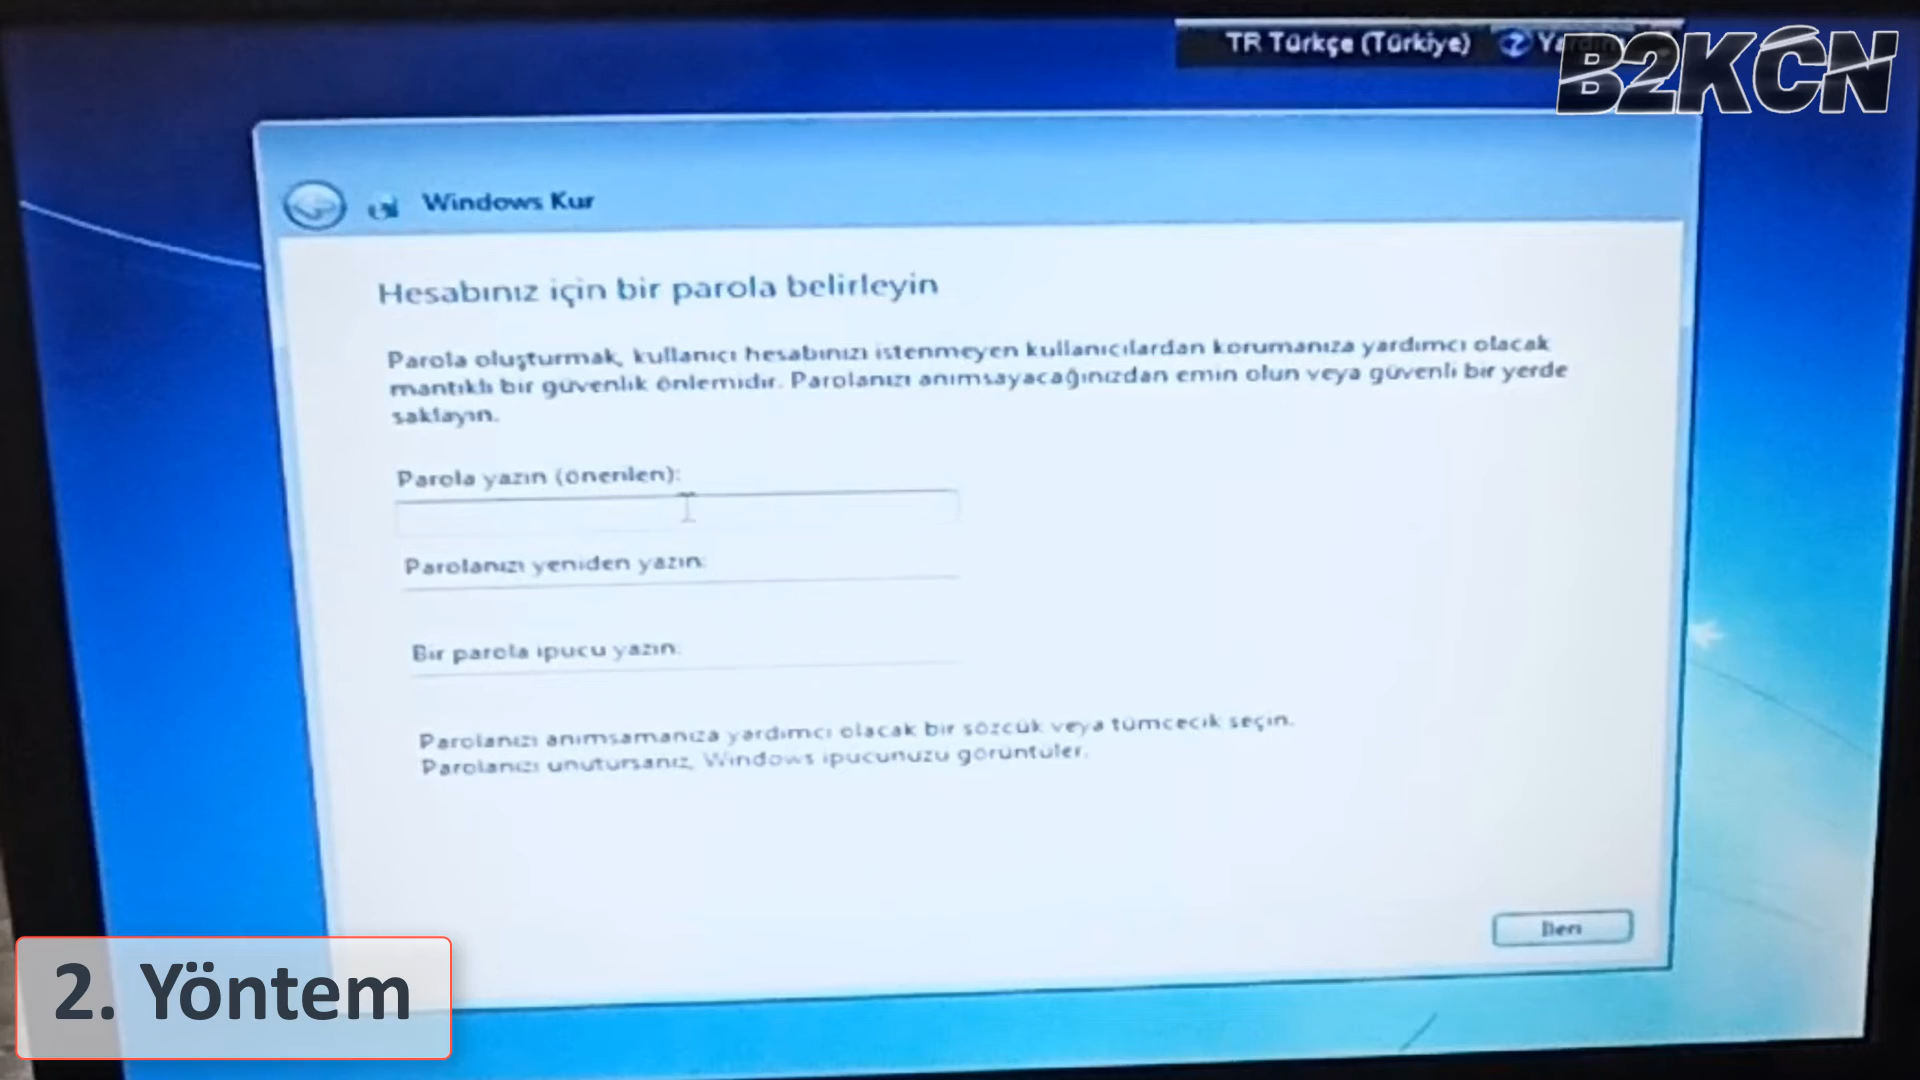 TR Türkçe (Türkiye)
B2KCN
Windows Kur
Hesabınız için bir parola belirleyin
Parola oluşturmak, kullanıcı hesabınızı istenmeyen kullanıcılardan korumanıza yardımcı olacak
mantıklı bir güvenlik önlemidir. Parolanızı anımsayacağınızdan emin olun veya güvenli bir yerde
saklayın.
Parola yazın (önerilen):
Parolanızı yeniden yazın:
Bir parola ipucu yazın:
Parolanızı anımsamanıza yardımcı olacak bir sözcük veya tümcecik seçin.
Parolanızı unutursanız, Windows ipucunuzu görüntüler.
İleri
2. Yöntem